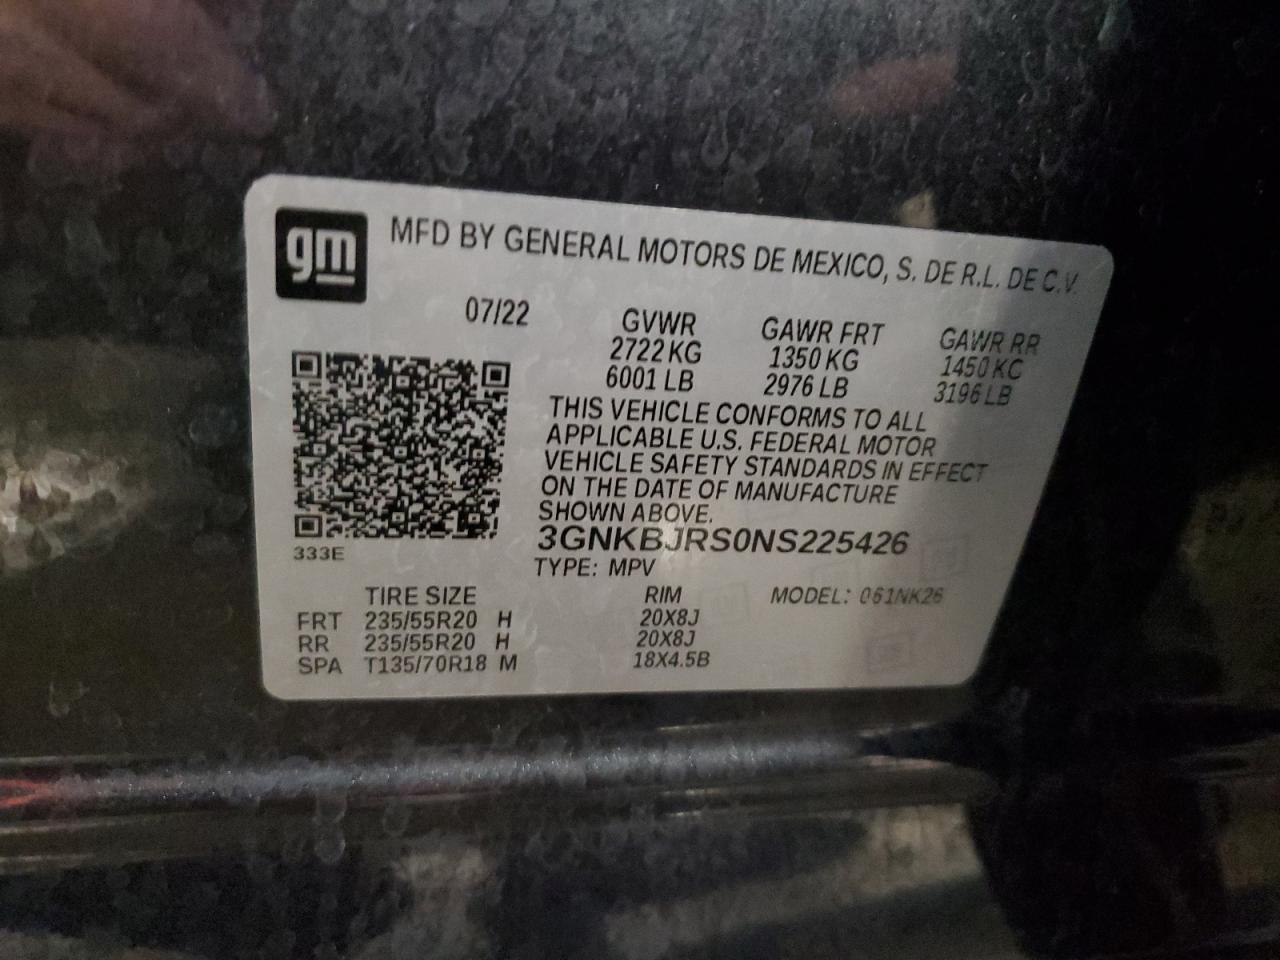 gm
MFD BY GENERAL MOTORS DE MEXICO, S. DE R.L. DE C.V.
07/22
GVWR GAWR FRT GAWR RR
2722 KG 1350 KG 1450 KG
6001 LB 2976 LB 3196 LB
THIS VEHICLE CONFORMS TO ALL
APPLICABLE U.S. FEDERAL MOTOR
VEHICLE SAFETY STANDARDS IN EFFECT
ON THE DATE OF MANUFACTURE
SHOWN ABOVE.
3GNKBJRS0NS225426
333E
TYPE: MPV
TIRE SIZE RIM MODEL: 061NK26
FRT 235/55R20 H 20X8J
RR 235/55R20 H 20X8J
SPA T135/70R18 M 18X4.5B